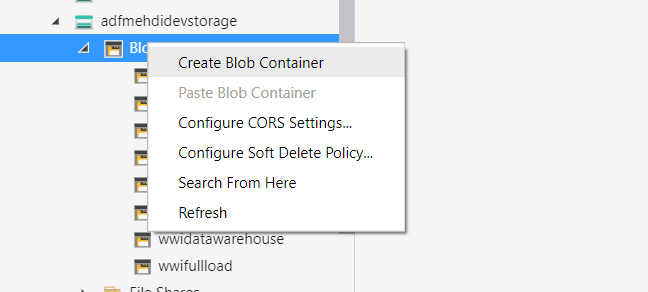 adfmehdidevstorage
Create Blob Container
Paste Blob Container
Configure CORS Settings...
Configure Soft Delete Policy...
Search From Here
Refresh
wwidatawarehouse
wwifullload
File Shares